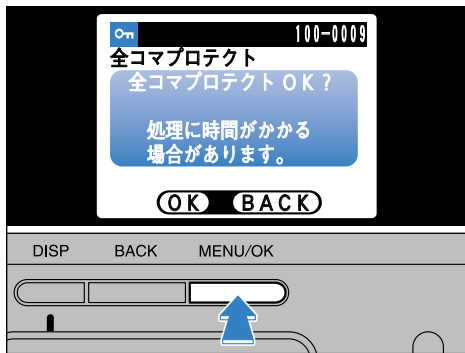 100-0009
全コマプロテクト
全コマプロテクト OK?
処理に時間がかかる
場合があります。
OK BACK
DISP BACK MENU/OK